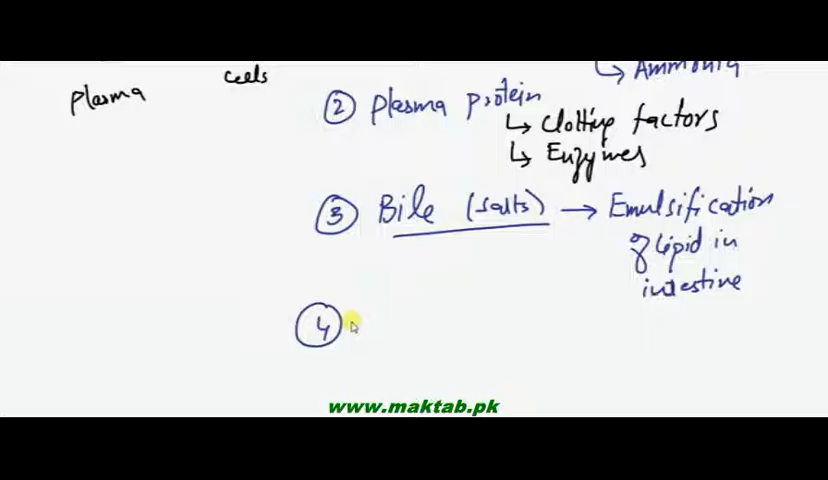 ↳ Ammonia
Plasma
cells
② Plasma protein
↳ Clotting factors
↳ Enzymes
③ Bile (salts) → Emulsification
of lipid in
intestine
④
www.maktab.pk